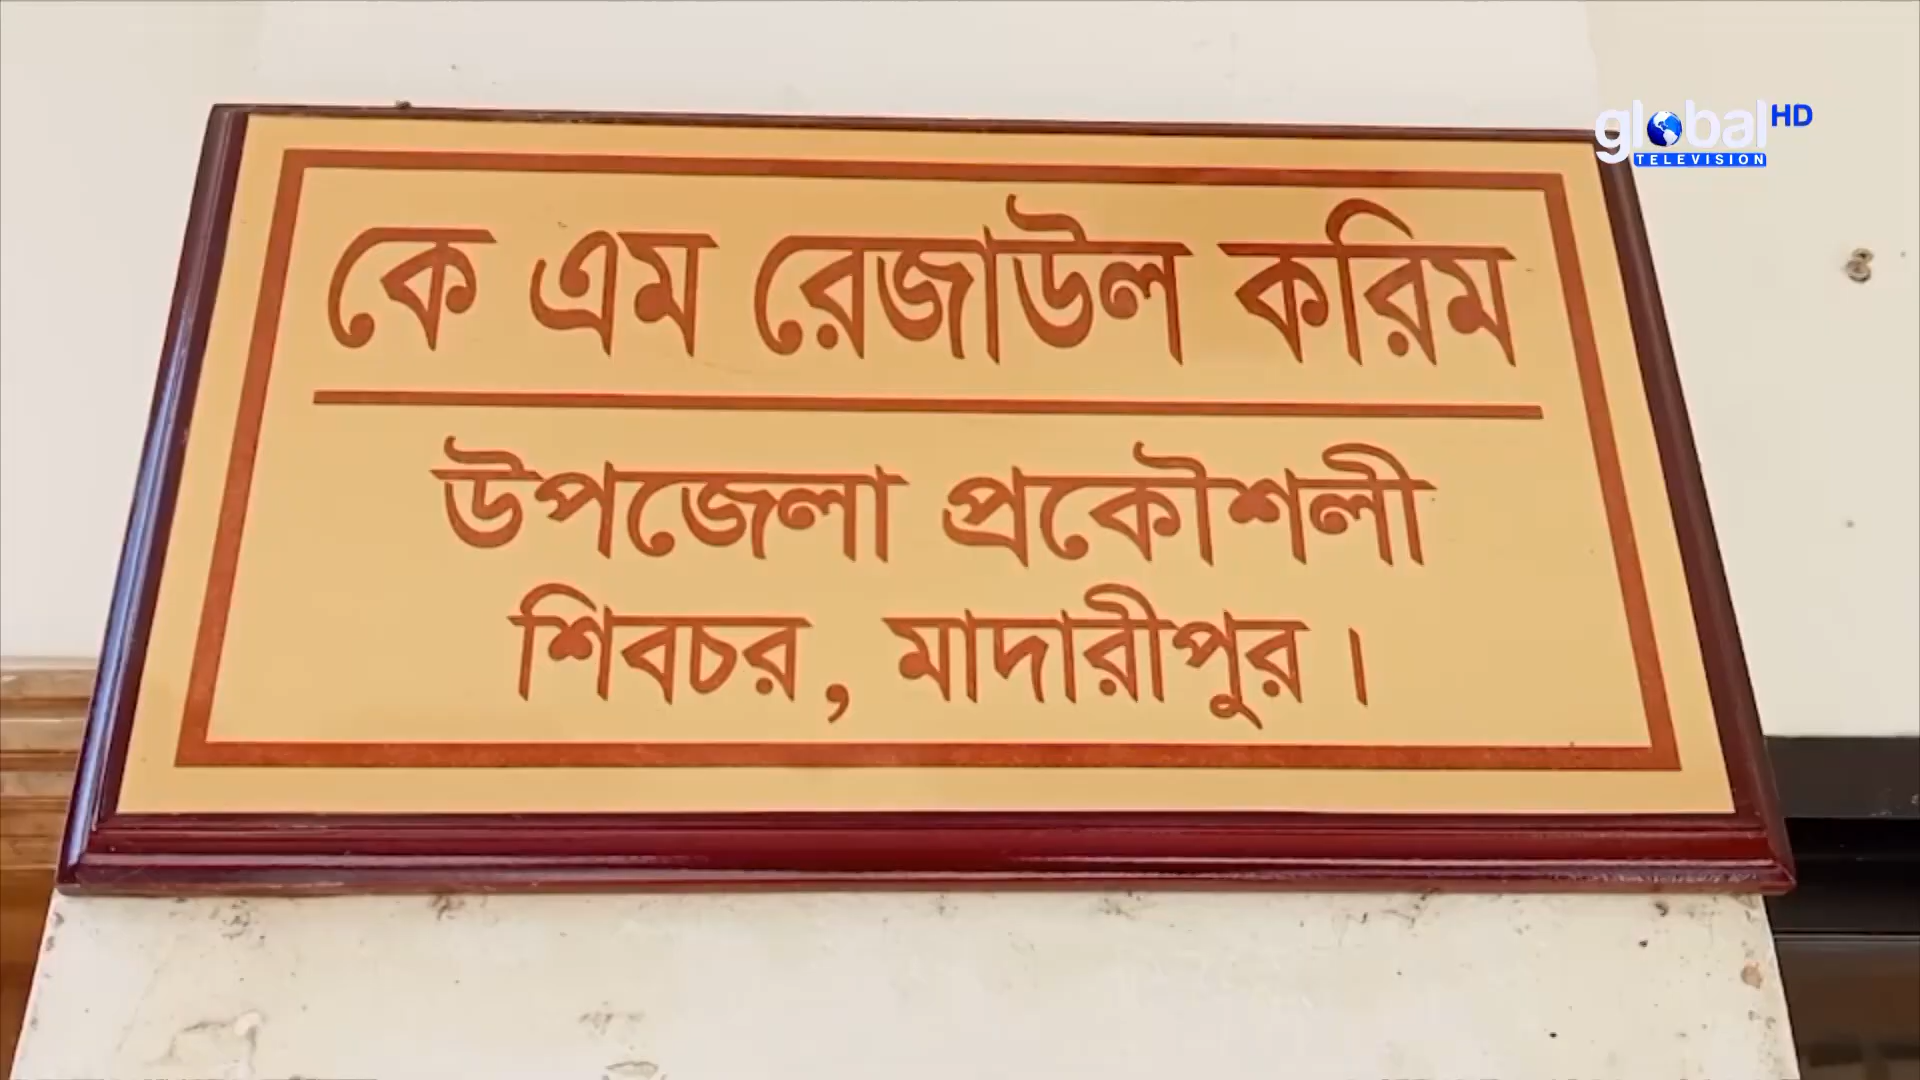 global HD
TELEVISION
কে এম রেজাউল করিম
উপজেলা প্রকৌশলী
শিবচর, মাদারীপুর।